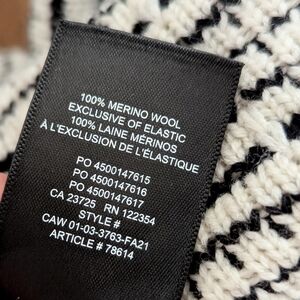 100% MERINO WOOL
EXCLUSIVE OF ELASTIC
100% LAINE MÉRINOS
À L'EXCLUSION DE L'ÉLASTIQUE
PO 4500147615
PO 4500147616
PO 4500147617
CA 23725 RN 122354
STYLE #
CAW 01-03-3763-FA21
ARTICLE # 78614